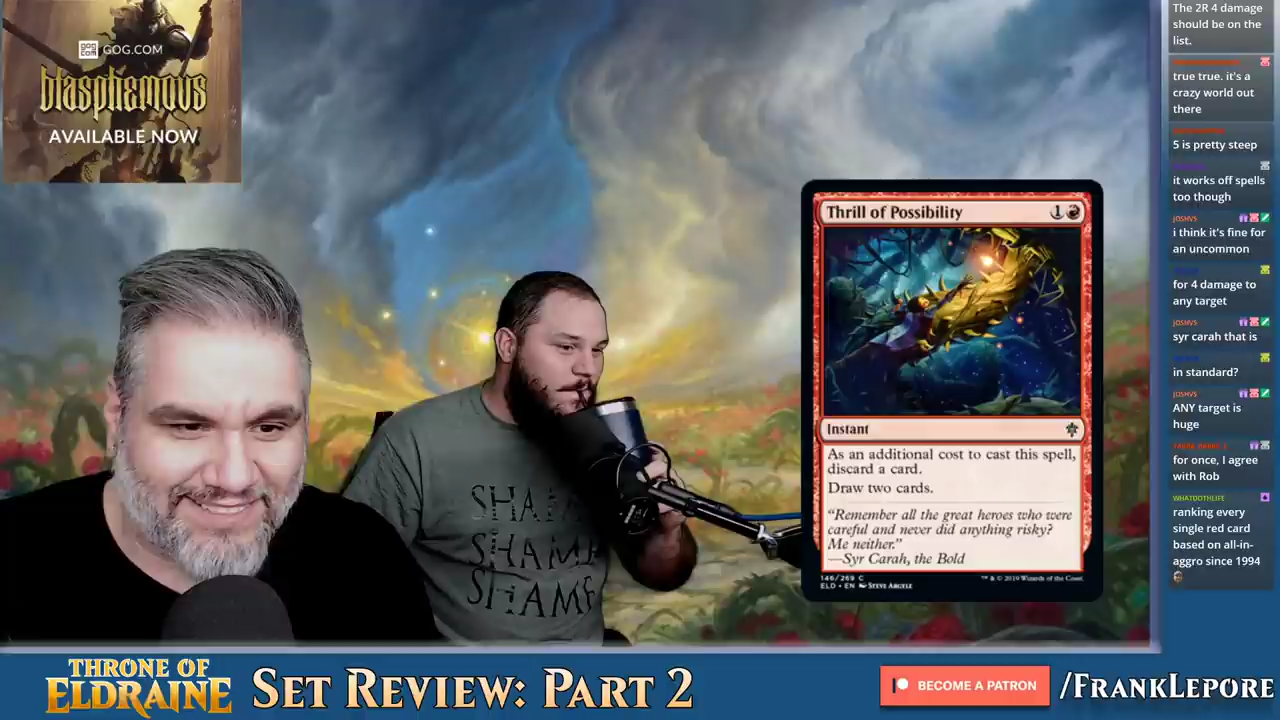 GOG.COM
blasphemous
AVAILABLE NOW
The 2R 4 damage
should be on the
list.
true true. it's a
crazy world out
there
5 is pretty steep
it works off spells
too though
JOSHVS
i think it's fine for
an uncommon
for 4 damage to
any target
JOSHVS
syr carah that is
in standard?
JOSHVS
ANY target is
huge
for once, I agree
with Rob
WHATDOTHLIFE
ranking every
single red card
based on all-in-
aggro since 1994
Thrill of Possibility 1
Instant
As an additional cost to cast this spell,
discard a card.
Draw two cards.
“Remember all the great heroes who were
careful and never did anything risky?
Me neither.”
—Syr Carah, the Bold
146/269 C
ELD • EN STEVE ARGYLE
™ & © 2019 Wizards of the Coast
SHAME
SHAME
SHAME
THRONE OF
ELDRAINE
SET REVIEW: PART 2
BECOME A PATRON
/FRANKLEPORE